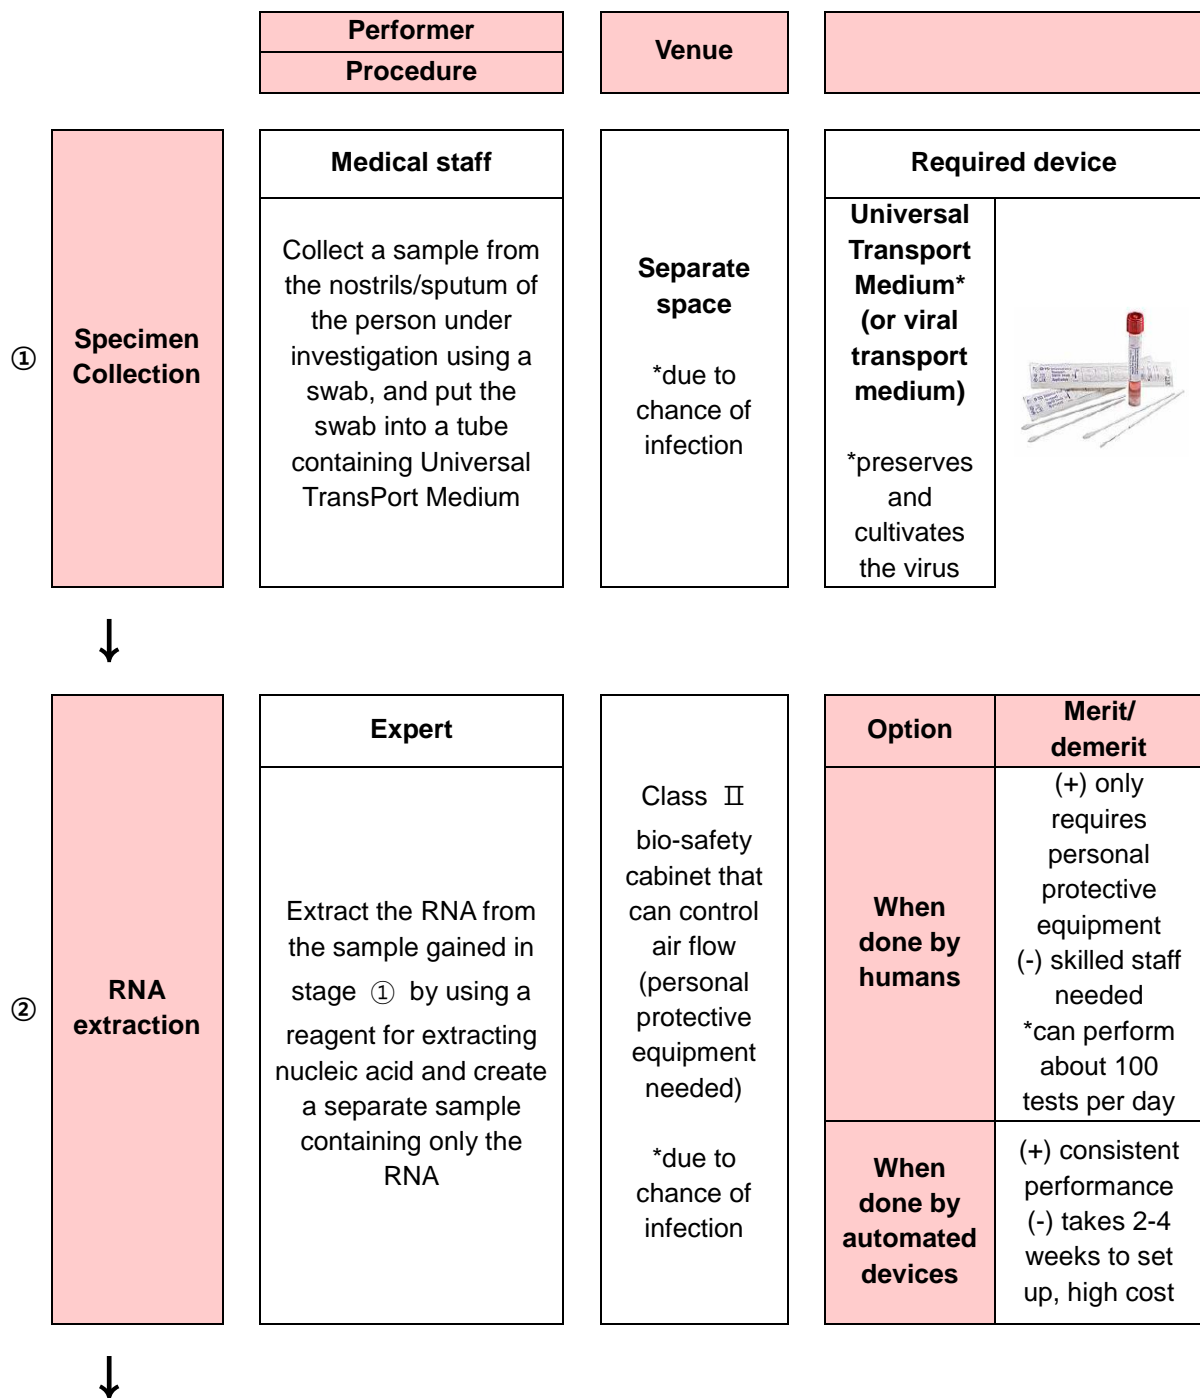 Performer
Procedure
Venue
①
Specimen
Collection
Medical staff
Collect a sample from
the nostrils/sputum of
the person under
investigation using a
swab, and put the
swab into a tube
containing Universal
TransPort Medium
Separate
space
*due to
chance of
infection
Required device
Universal
Transport
Medium*
(or viral
transport
medium)
*preserves
and
cultivates
the virus
↓
②
RNA
extraction
Expert
Extract the RNA from
the sample gained in
stage ① by using a
reagent for extracting
nucleic acid and create
a separate sample
containing only the
RNA
Class Ⅱ
bio-safety
cabinet that
can control
air flow
(personal
protective
equipment
needed)
*due to
chance of
infection
Option
Merit/
demerit
When
done by
humans
(+) only
requires
personal
protective
equipment
(-) skilled staff
needed
*can perform
about 100
tests per day
When
done by
automated
devices
(+) consistent
performance
(-) takes 2-4
weeks to set
up, high cost
↓